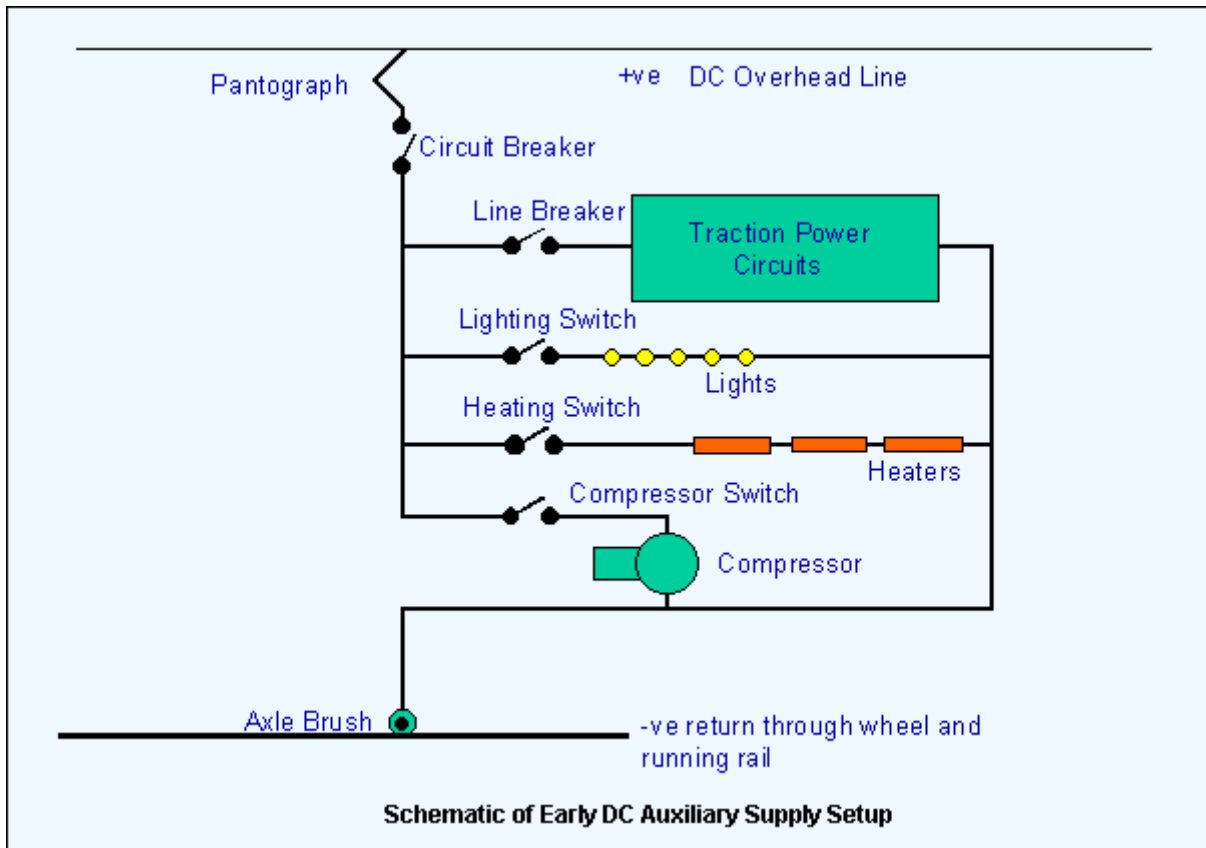 Pantograph
+ve DC Overhead Line
Circuit Breaker
Line Breaker
Traction Power
Circuits
Lighting Switch
Lights
Heating Switch
Heaters
Compressor Switch
Compressor
Axle Brush
-ve return through wheel and
running rail
Schematic of Early DC Auxiliary Supply Setup